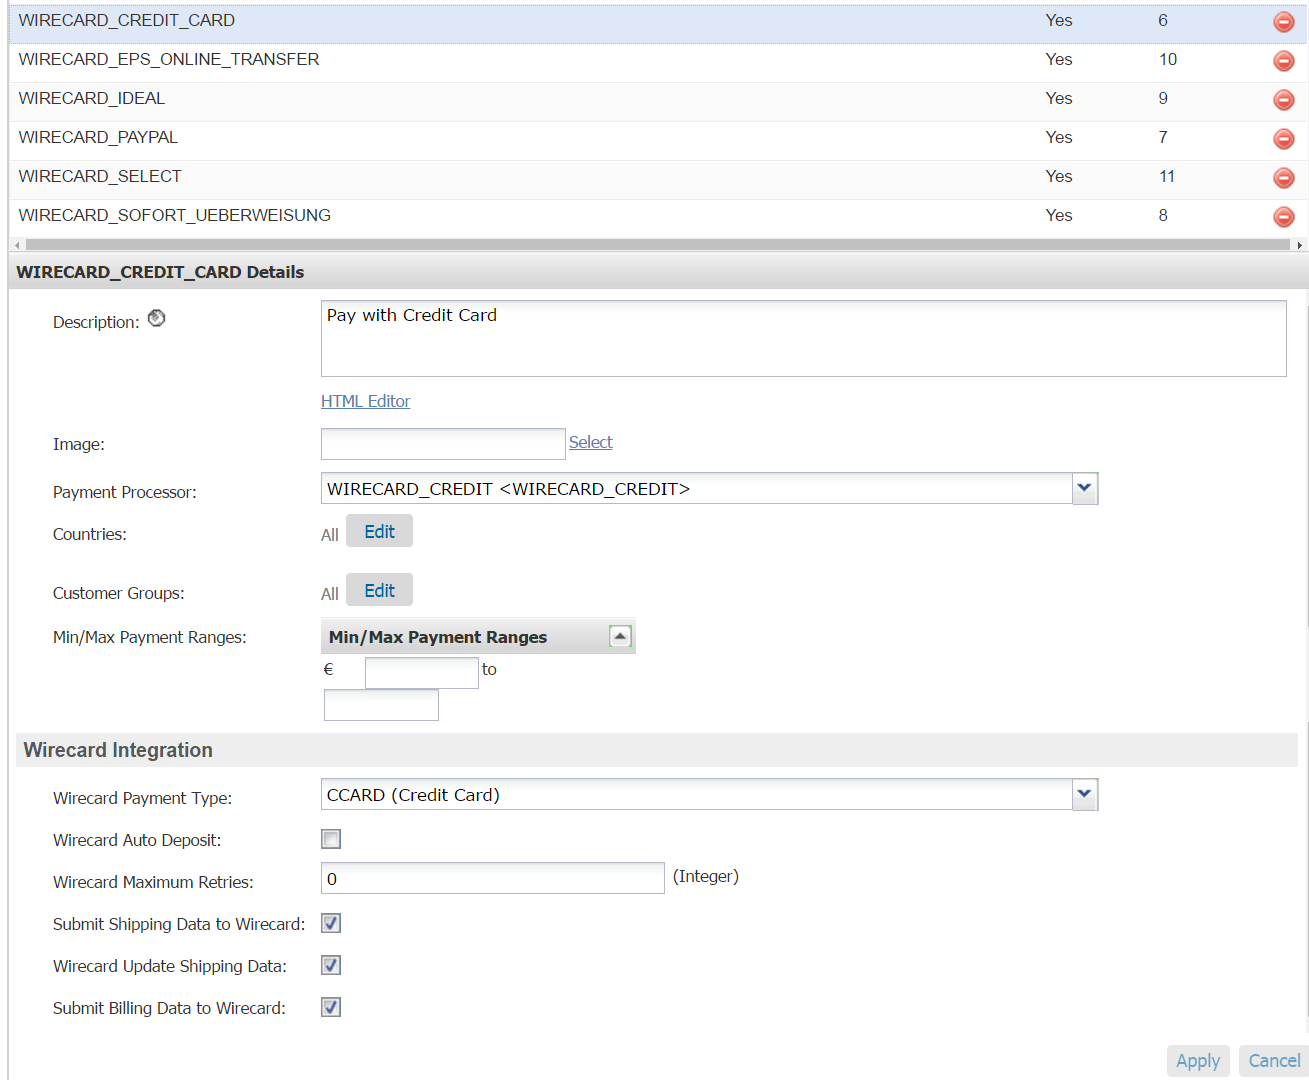 WIRECARD_CREDIT_CARD Yes 6
WIRECARD_EPS_ONLINE_TRANSFER Yes 10
WIRECARD_IDEAL Yes 9
WIRECARD_PAYPAL Yes 7
WIRECARD_SELECT Yes 11
WIRECARD_SOFORT_UEBERWEISUNG Yes 8
WIRECARD_CREDIT_CARD Details
Description: Pay with Credit Card
HTML Editor
Image: Select
Payment Processor: WIRECARD_CREDIT <WIRECARD_CREDIT>
Countries: All Edit
Customer Groups: All Edit
Min/Max Payment Ranges: Min/Max Payment Ranges
€ to
Wirecard Integration
Wirecard Payment Type: CCARD (Credit Card)
Wirecard Auto Deposit:
Wirecard Maximum Retries: 0 (Integer)
Submit Shipping Data to Wirecard:
Wirecard Update Shipping Data:
Submit Billing Data to Wirecard:
Apply Cancel